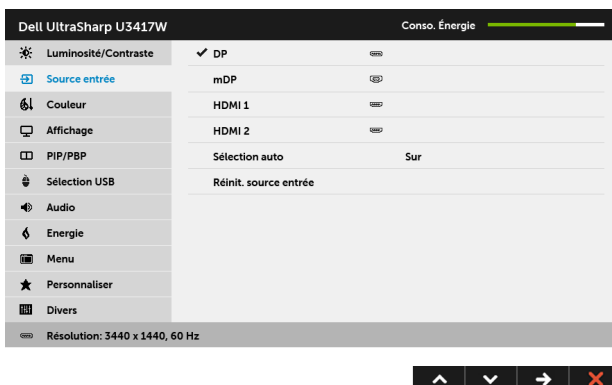 Dell UltraSharp U3417W Conso. Énergie
Luminosité/Contraste DP
Source entrée mDP
Couleur HDMI 1
Affichage HDMI 2
PIP/PBP Sélection auto Sur
Sélection USB Réinit. source entrée
Audio
Energie
Menu
Personnaliser
Divers
Résolution: 3440 x 1440, 60 Hz